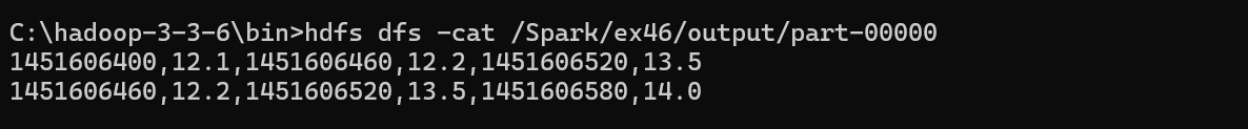 C:\hadoop-3-3-6\bin>hdfs dfs -cat /Spark/ex46/output/part-00000
1451606400,12.1,1451606460,12.2,1451606520,13.5
1451606460,12.2,1451606520,13.5,1451606580,14.0